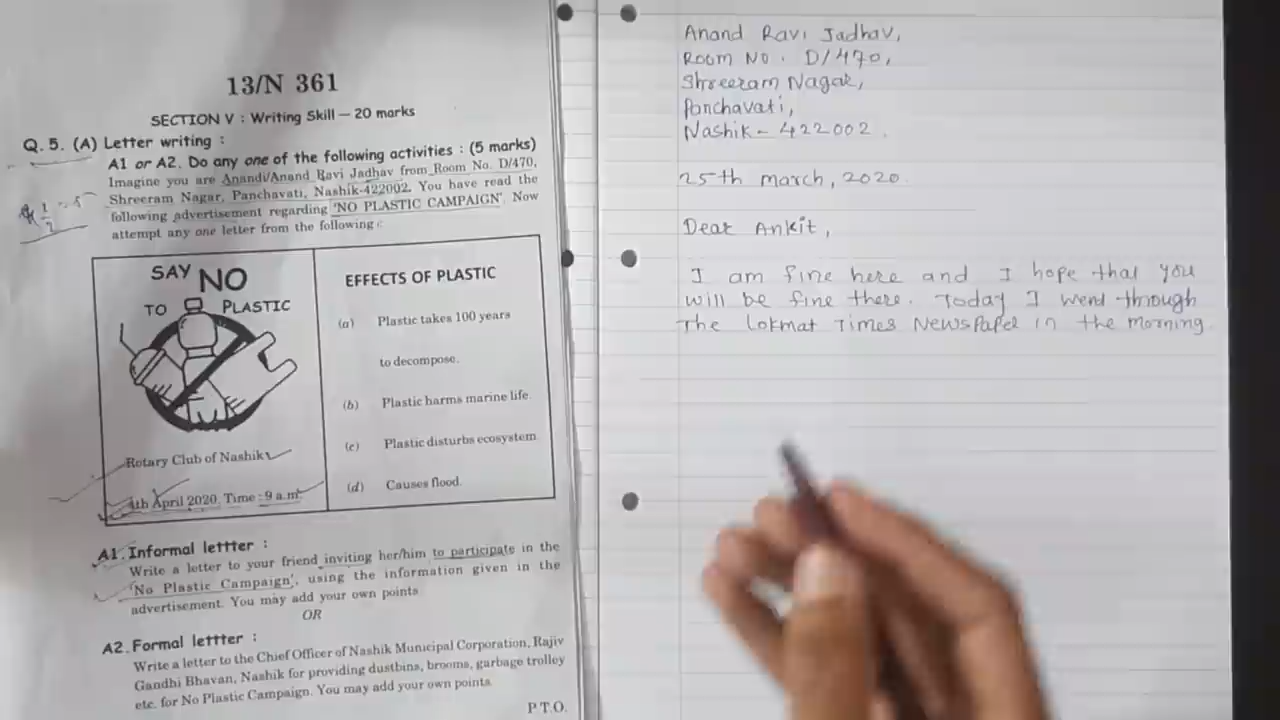 13/N 361
SECTION V : Writing Skill – 20 marks
Q. 5. (A) Letter writing :
A1 or A2. Do any one of the following activities : (5 marks)
Imagine you are Anandi/Anand Ravi Jadhav from Room No. D/470,
Shreeram Nagar, Panchavati, Nashik-422002. You have read the
following advertisement regarding 'NO PLASTIC CAMPAIGN'. Now
attempt any one letter from the following :
SAY NO
TO PLASTIC
Rotary Club of Nashik
4th April 2020, Time : 9 a.m.
EFFECTS OF PLASTIC
(a) Plastic takes 100 years
to decompose.
(b) Plastic harms marine life.
(c) Plastic disturbs ecosystem
(d) Causes flood.
A1. Informal lettter :
Write a letter to your friend inviting her/him to participate in the
'No Plastic Campaign', using the information given in the
advertisement. You may add your own points
OR
A2. Formal lettter :
Write a letter to the Chief Officer of Nashik Municipal Corporation, Rajiv
Gandhi Bhavan, Nashik for providing dustbins, brooms, garbage trolley
etc. for No Plastic Campaign. You may add your own points
P.T.O.
Anand Ravi Jadhav,
Room No. D/470,
Shreeram Nagar,
Panchavati,
Nashik - 422002.
25th march, 2020.
Dear Ankit,
I am fine here and I hope that you
will be fine there. Today I went through
The Lokmat Times Newspaper in the morning.